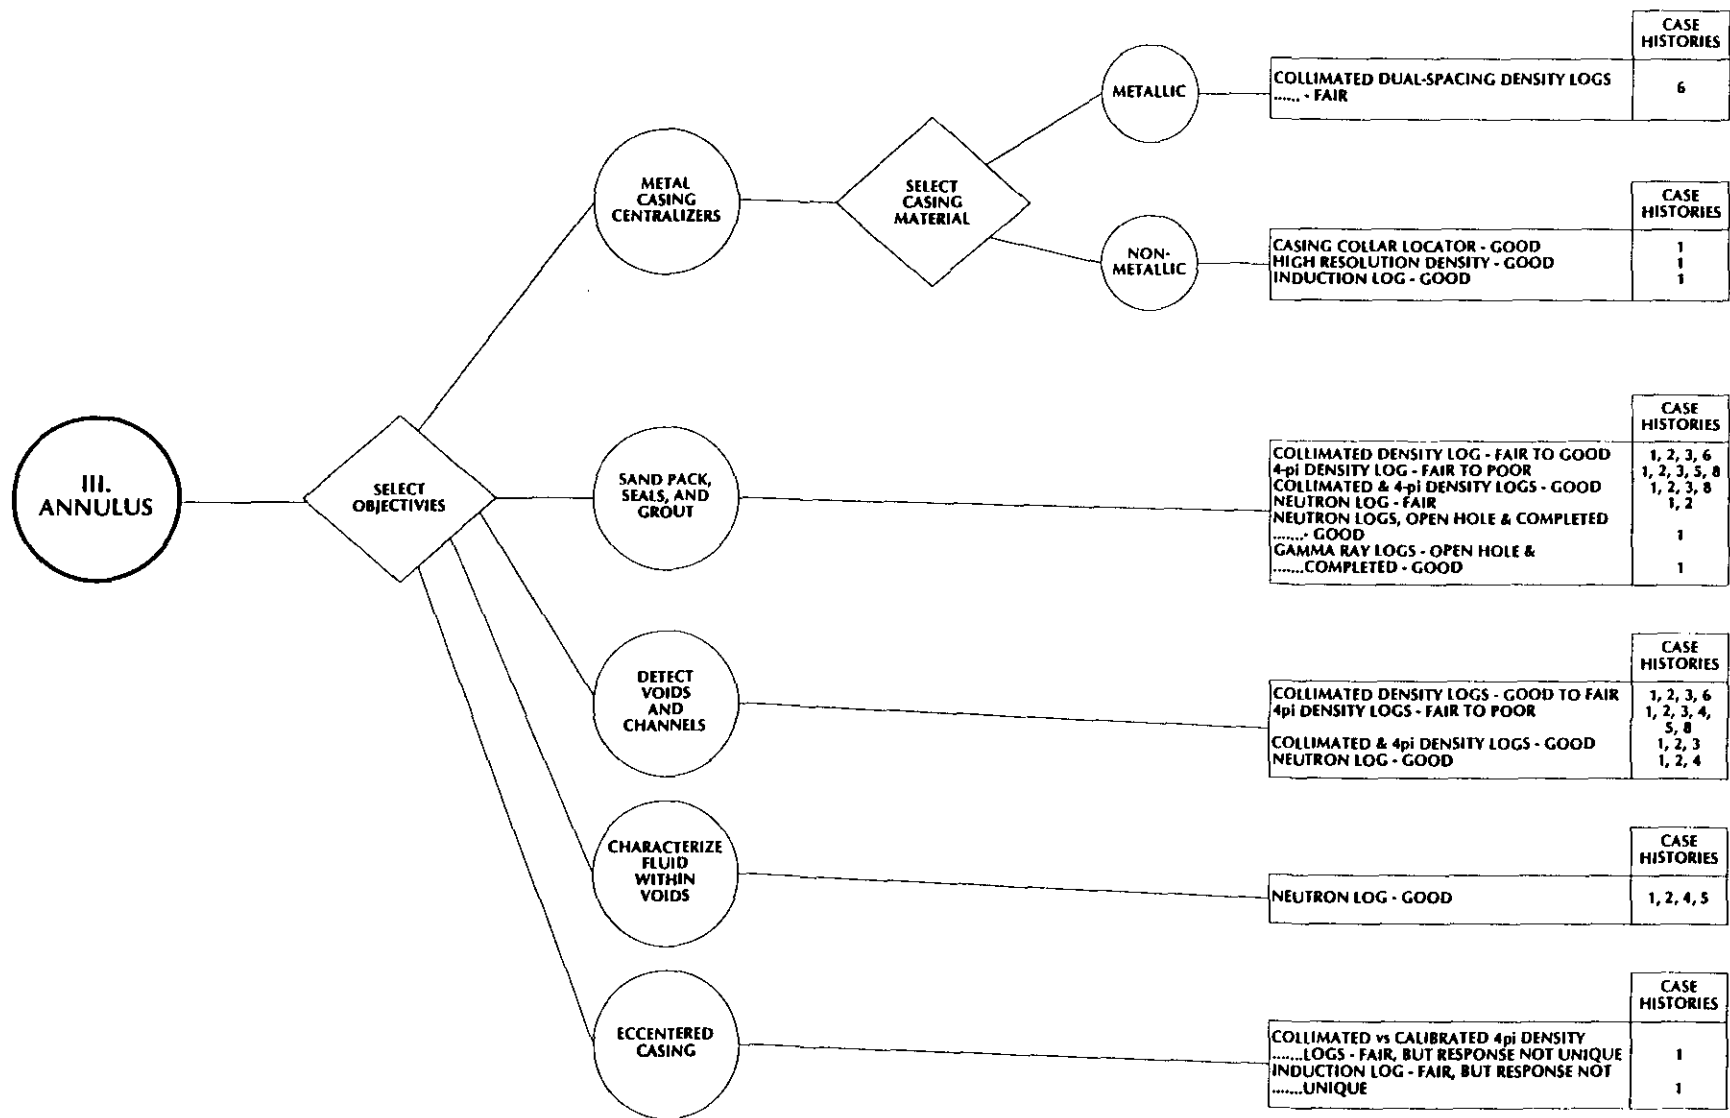 III.
ANNULUS
SELECT
OBJECTIVIES
METAL
CASING
CENTRALIZERS
SELECT
CASING
MATERIAL
METALLIC
CASE
HISTORIES
COLLIMATED DUAL-SPACING DENSITY LOGS
...... - FAIR
6
NON-
METALLIC
CASE
HISTORIES
CASING COLLAR LOCATOR - GOOD 1
HIGH RESOLUTION DENSITY - GOOD 1
INDUCTION LOG - GOOD 1
SAND PACK,
SEALS, AND
GROUT
CASE
HISTORIES
COLLIMATED DENSITY LOG - FAIR TO GOOD 1, 2, 3, 6
4-pi DENSITY LOG - FAIR TO POOR 1, 2, 3, 5, 8
COLLIMATED & 4-pi DENSITY LOGS - GOOD 1, 2, 3, 8
NEUTRON LOG - FAIR 1, 2
NEUTRON LOGS, OPEN HOLE & COMPLETED
.......- GOOD 1
GAMMA RAY LOGS - OPEN HOLE &
.......COMPLETED - GOOD 1
DETECT
VOIDS
AND
CHANNELS
CASE
HISTORIES
COLLIMATED DENSITY LOGS - GOOD TO FAIR 1, 2, 3, 6
4pi DENSITY LOGS - FAIR TO POOR 1, 2, 3, 4,
5, 8
COLLIMATED & 4pi DENSITY LOGS - GOOD 1, 2, 3
NEUTRON LOG - GOOD 1, 2, 4
CHARACTERIZE
FLUID
WITHIN
VOIDS
CASE
HISTORIES
NEUTRON LOG - GOOD 1, 2, 4, 5
ECCENTERED
CASING
CASE
HISTORIES
COLLIMATED vs CALIBRATED 4pi DENSITY
.......LOGS - FAIR, BUT RESPONSE NOT UNIQUE 1
INDUCTION LOG - FAIR, BUT RESPONSE NOT
.......UNIQUE 1